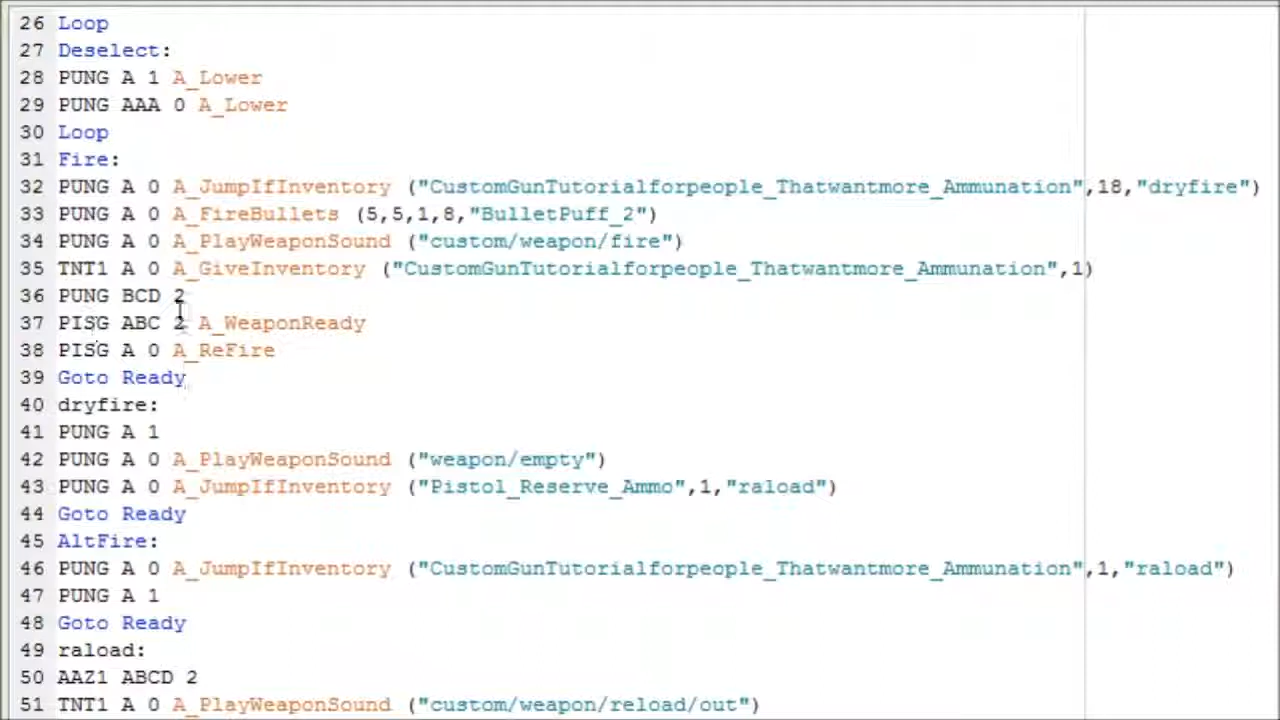 26 Loop
27 Deselect:
28 PUNG A 1 A_Lower
29 PUNG AAA 0 A_Lower
30 Loop
31 Fire:
32 PUNG A 0 A_JumpIfInventory ("CustomGunTutorialforpeople_Thatwantmore_Ammunation",18,"dryfire")
33 PUNG A 0 A_FireBullets (5,5,1,8,"BulletPuff_2")
34 PUNG A 0 A_PlayWeaponSound ("custom/weapon/fire")
35 TNT1 A 0 A_GiveInventory ("CustomGunTutorialforpeople_Thatwantmore_Ammunation",1)
36 PUNG BCD 2
37 PISG ABC 2 A_WeaponReady
38 PISG A 0 A_ReFire
39 Goto Ready
40 dryfire:
41 PUNG A 1
42 PUNG A 0 A_PlayWeaponSound ("weapon/empty")
43 PUNG A 0 A_JumpIfInventory ("Pistol_Reserve_Ammo",1,"raload")
44 Goto Ready
45 AltFire:
46 PUNG A 0 A_JumpIfInventory ("CustomGunTutorialforpeople_Thatwantmore_Ammunation",1,"raload")
47 PUNG A 1
48 Goto Ready
49 raload:
50 AAZ1 ABCD 2
51 TNT1 A 0 A_PlayWeaponSound ("custom/weapon/reload/out")